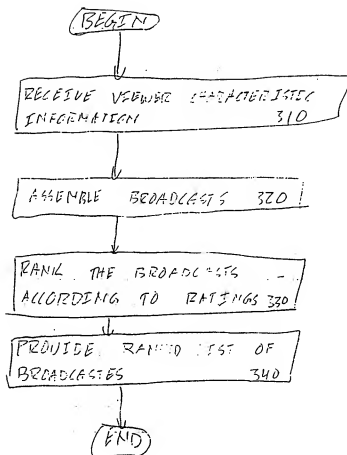 BEGIN
RECEIVE VIEWER CHARACTERISTIC
INFORMATION 310
ASSEMBLE BROADCASTS 320
RANK THE BROADCASTS
ACCORDING TO RATINGS 330
PROVIDE RANKED LIST OF
BROADCASTES 340
END